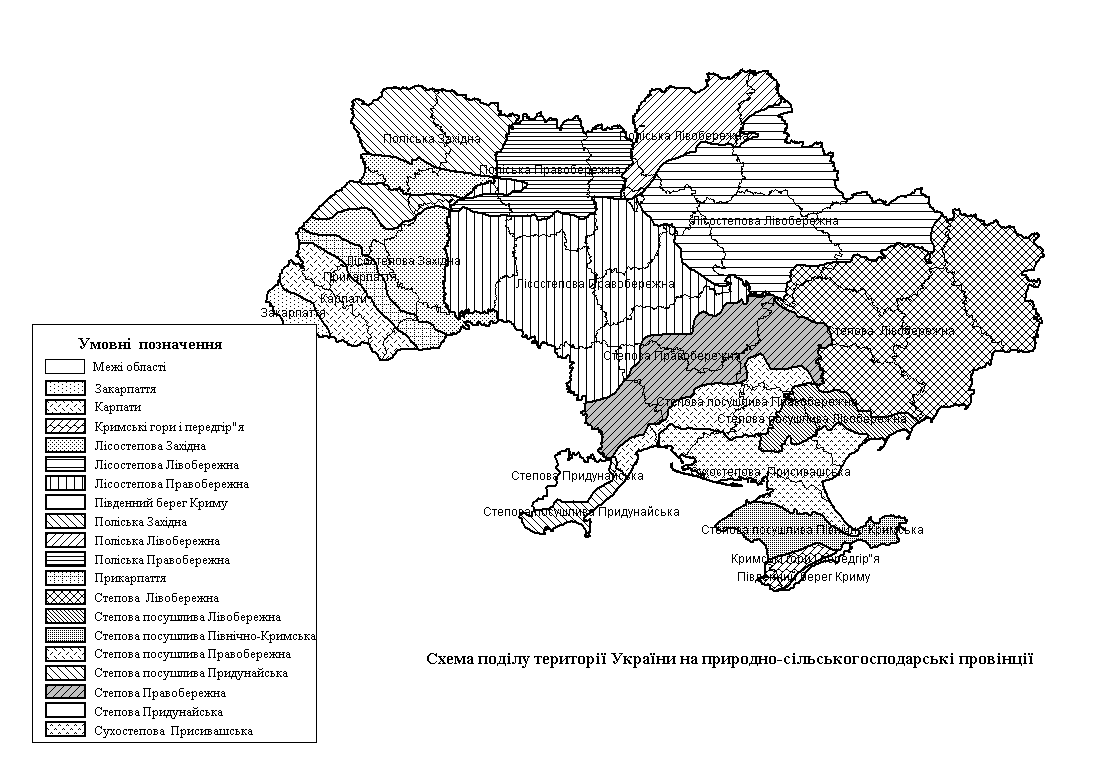 Поліська Західна
Поліська Лівобережна
Поліська Правобережна
Лісостепова Лівобережна
Лісостепова Західна
Прикарпаття
Лісостепова Правобережна
Карпати
Закарпаття
Степова Лівобережна
Степова Правобережна
Степова посушлива Правобережна
Степова посушлива Лівобережна
Сухостепова Присивашська
Степова Придунайська
Степова посушлива Придунайська
Степова посушлива Північно-Кримська
Кримські гори і передгір"я
Південний берег Криму
Умовні позначення
Межі області
Закарпаття
Карпати
Кримські гори і передгір"я
Лісостепова Західна
Лісостепова Лівобережна
Лісостепова Правобережна
Південний берег Криму
Поліська Західна
Поліська Лівобережна
Поліська Правобережна
Прикарпаття
Степова Лівобережна
Степова посушлива Лівобережна
Степова посушлива Північно-Кримська
Степова посушлива Правобережна
Степова посушлива Придунайська
Степова Правобережна
Степова Придунайська
Сухостепова Присивашська
Схема поділу території України на природно-сільськогосподарські провінції